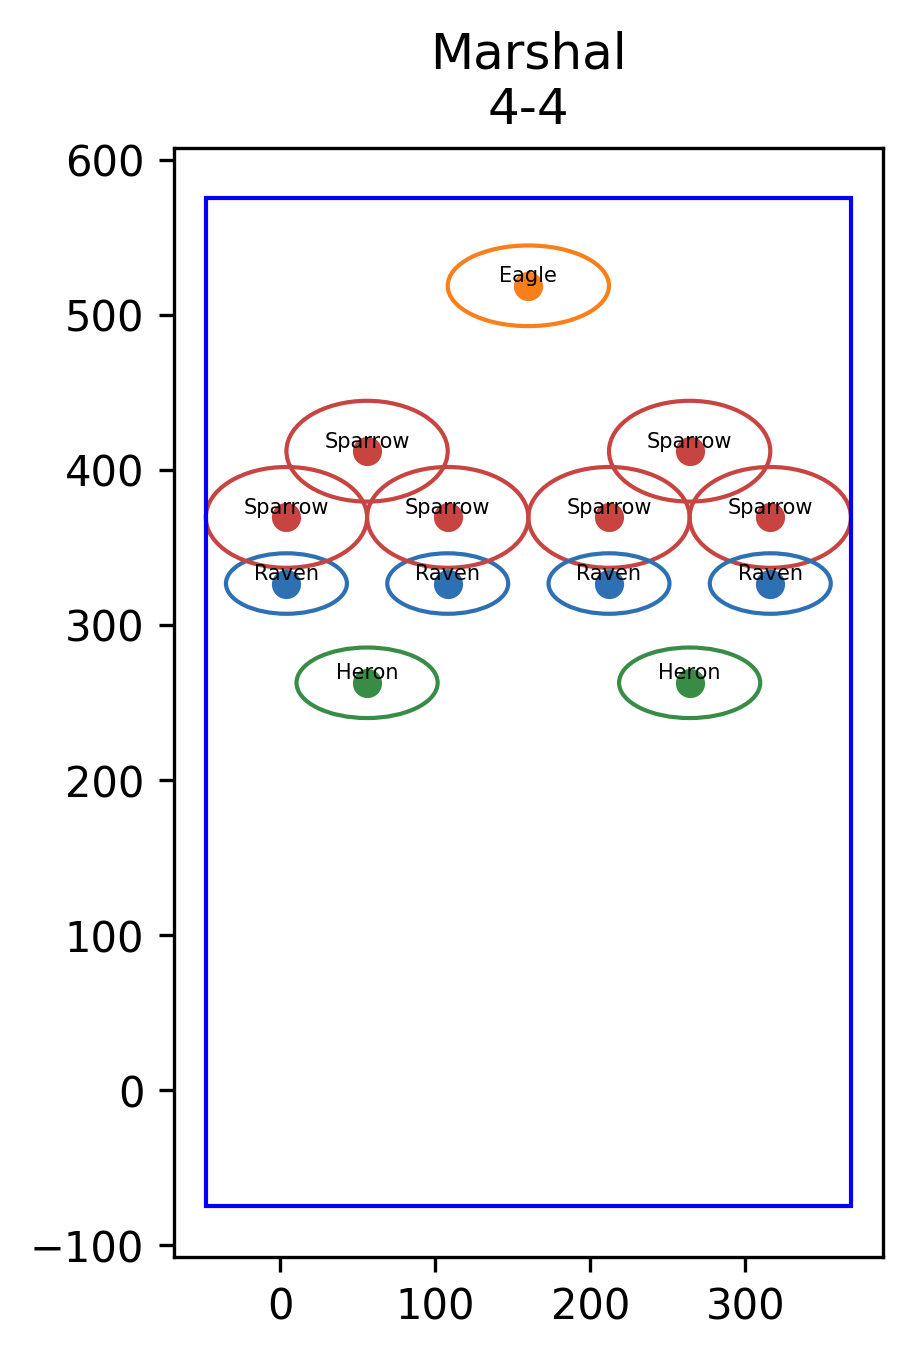 Marshal
4-4
600
Eagle
500
Sparrow Sparrow
400
Sparrow Sparrow Sparrow Sparrow
Raven Raven Raven Raven
300
Heron Heron
200
100
0
−100
0 100 200 300